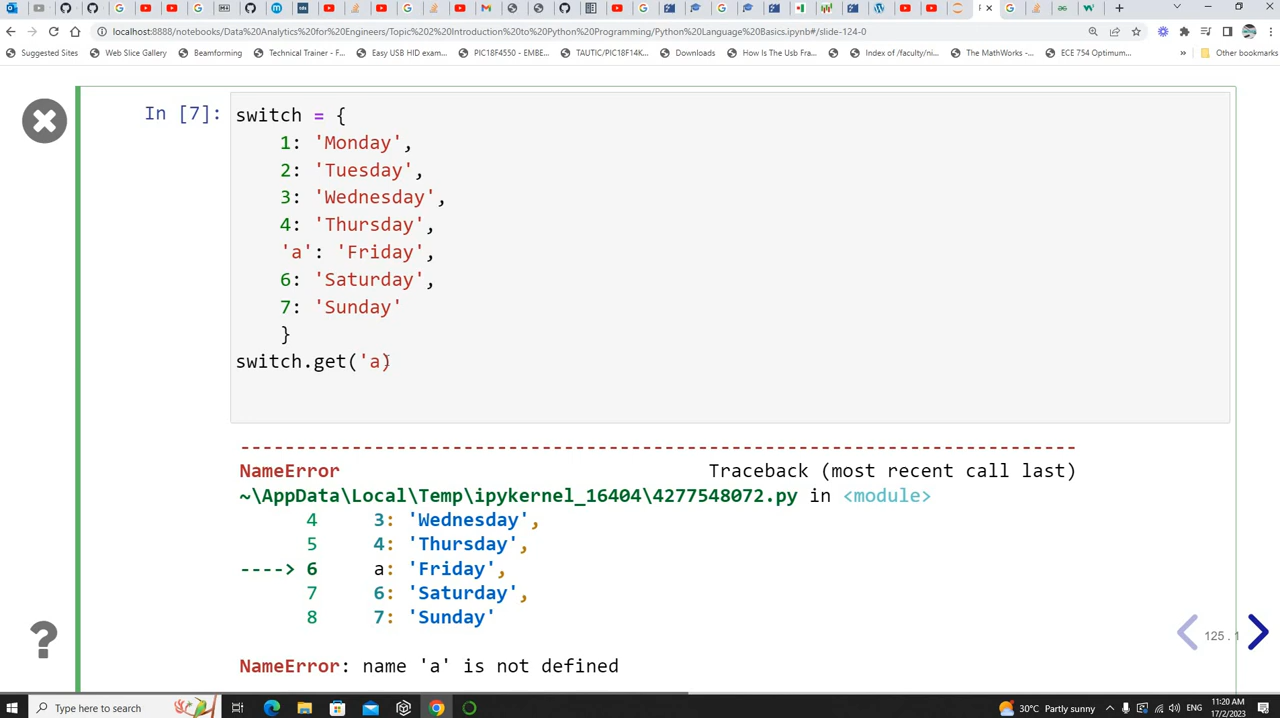 localhost:8888/notebooks/Data%20Analytics%20for%20Engineers/Topic%202%20Introduction%20to%20Python%20Programming/Python%20Language%20Basics.ipynb#/slide-124-0
Suggested Sites Web Slice Gallery Beamforming Technical Trainer - F... Easy USB HID exam... PIC18F4550 - EMBE... TAUTIC/PIC18F14K... Downloads How Is The Usb Fra... Index of /faculty/ni... The MathWorks -... ECE 754 Optimum... » Other bookmarks
In [7]: switch = {
1: 'Monday',
2: 'Tuesday',
3: 'Wednesday',
4: 'Thursday',
'a': 'Friday',
6: 'Saturday',
7: 'Sunday'
}
switch.get('a)
---------------------------------------------------------------------------
NameError Traceback (most recent call last)
~\AppData\Local\Temp\ipykernel_16404\4277548072.py in <module>
4 3: 'Wednesday',
5 4: 'Thursday',
----> 6 a: 'Friday',
7 6: 'Saturday',
8 7: 'Sunday'
?
125 . 1
NameError: name 'a' is not defined
Type here to search
30°C Partly sunny
11:20 AM
17/2/2023